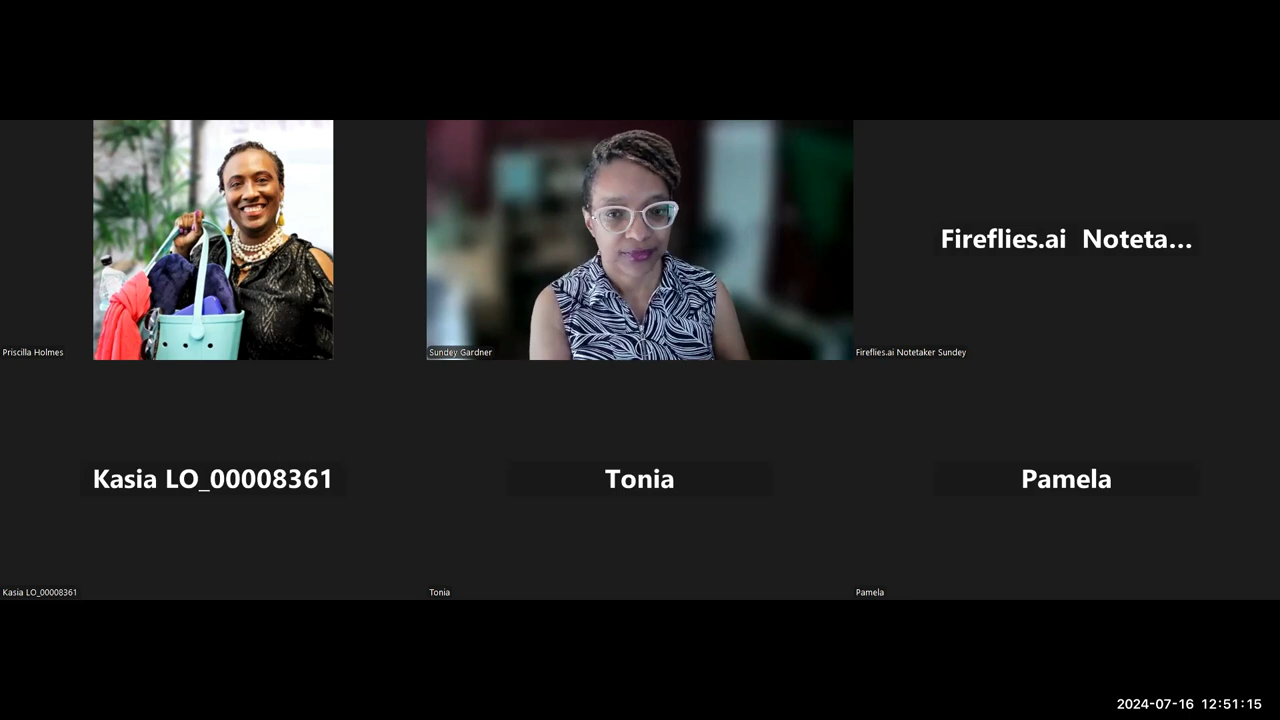 Fireflies.ai Noteta...
Priscilla Holmes
Sundey Gardner
Fireflies.ai Notetaker Sundey
Kasia LO_00008361
Tonia
Pamela
Kasia LO_00008361
Tonia
Pamela
2024-07-16 12:51:15